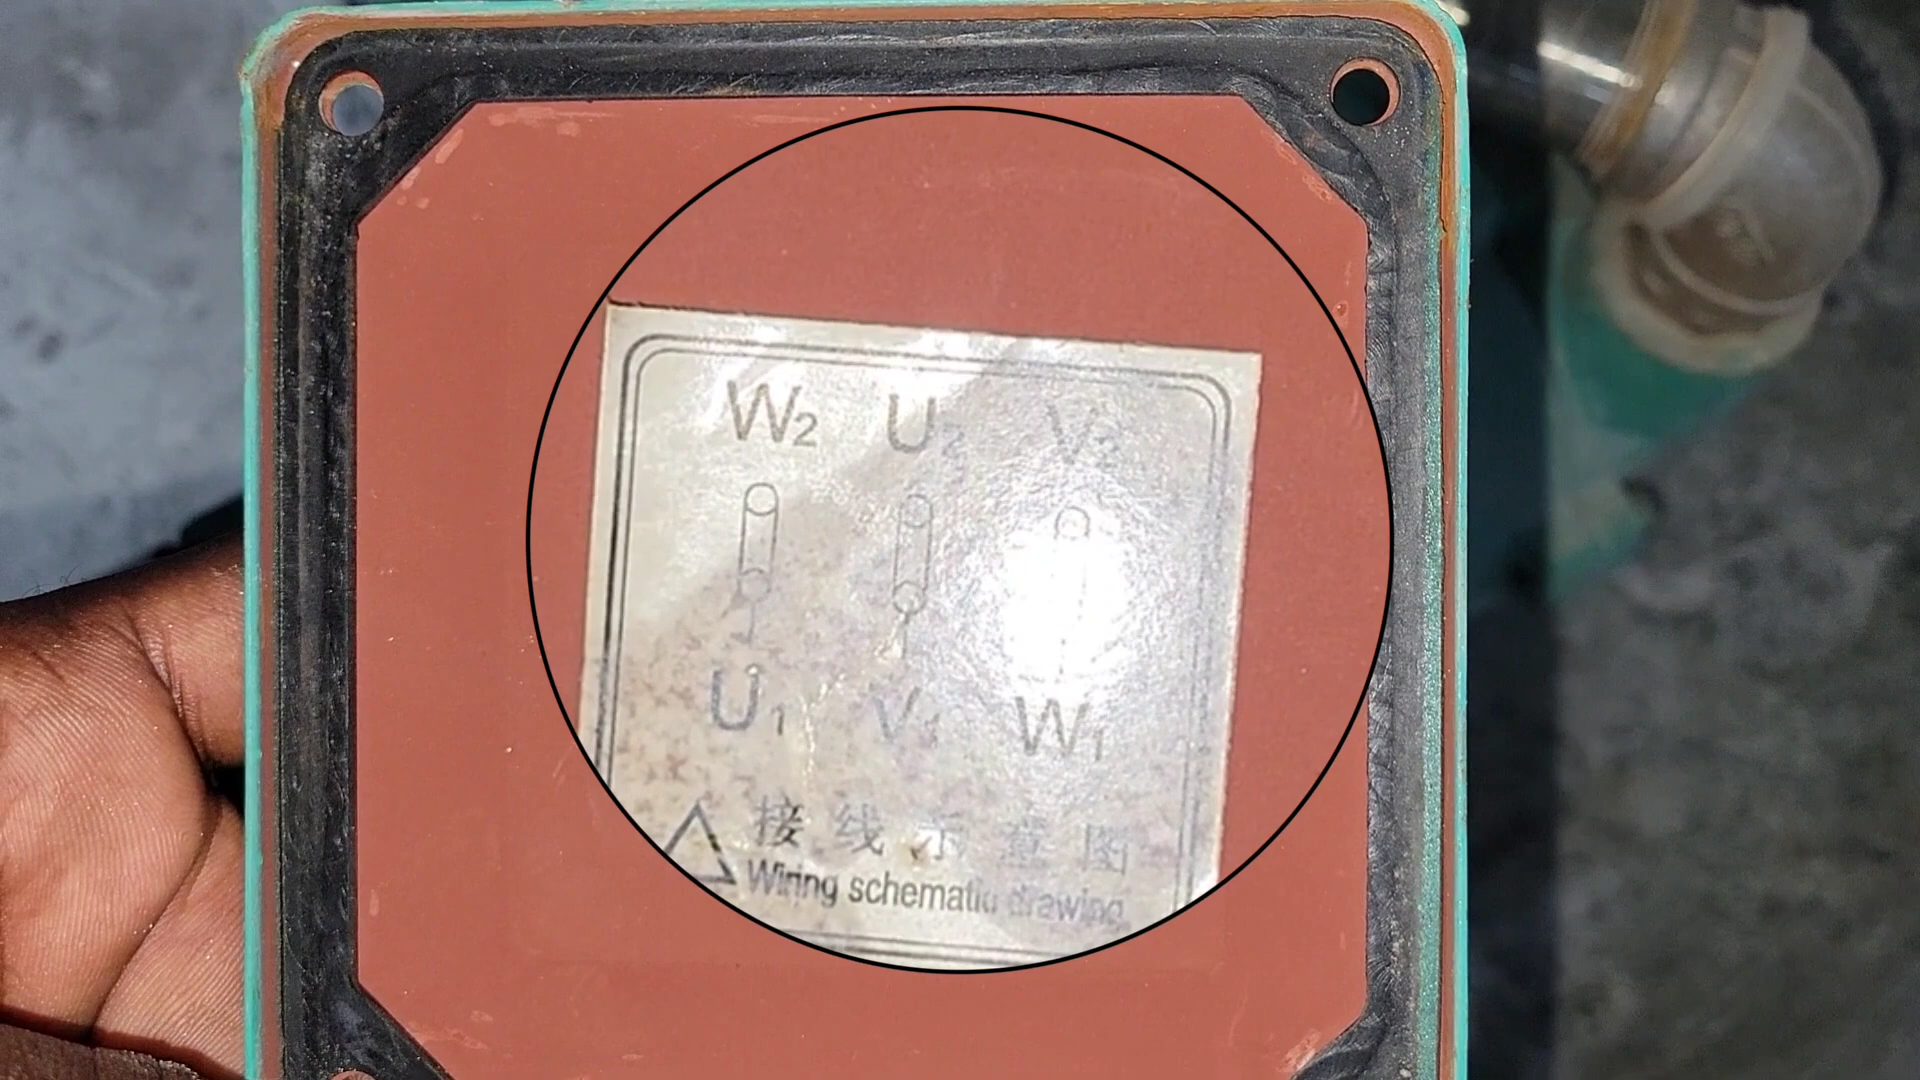 W2 U2 V2
U1 V1 W1
△ 接线示意图
Wiring schematic drawing